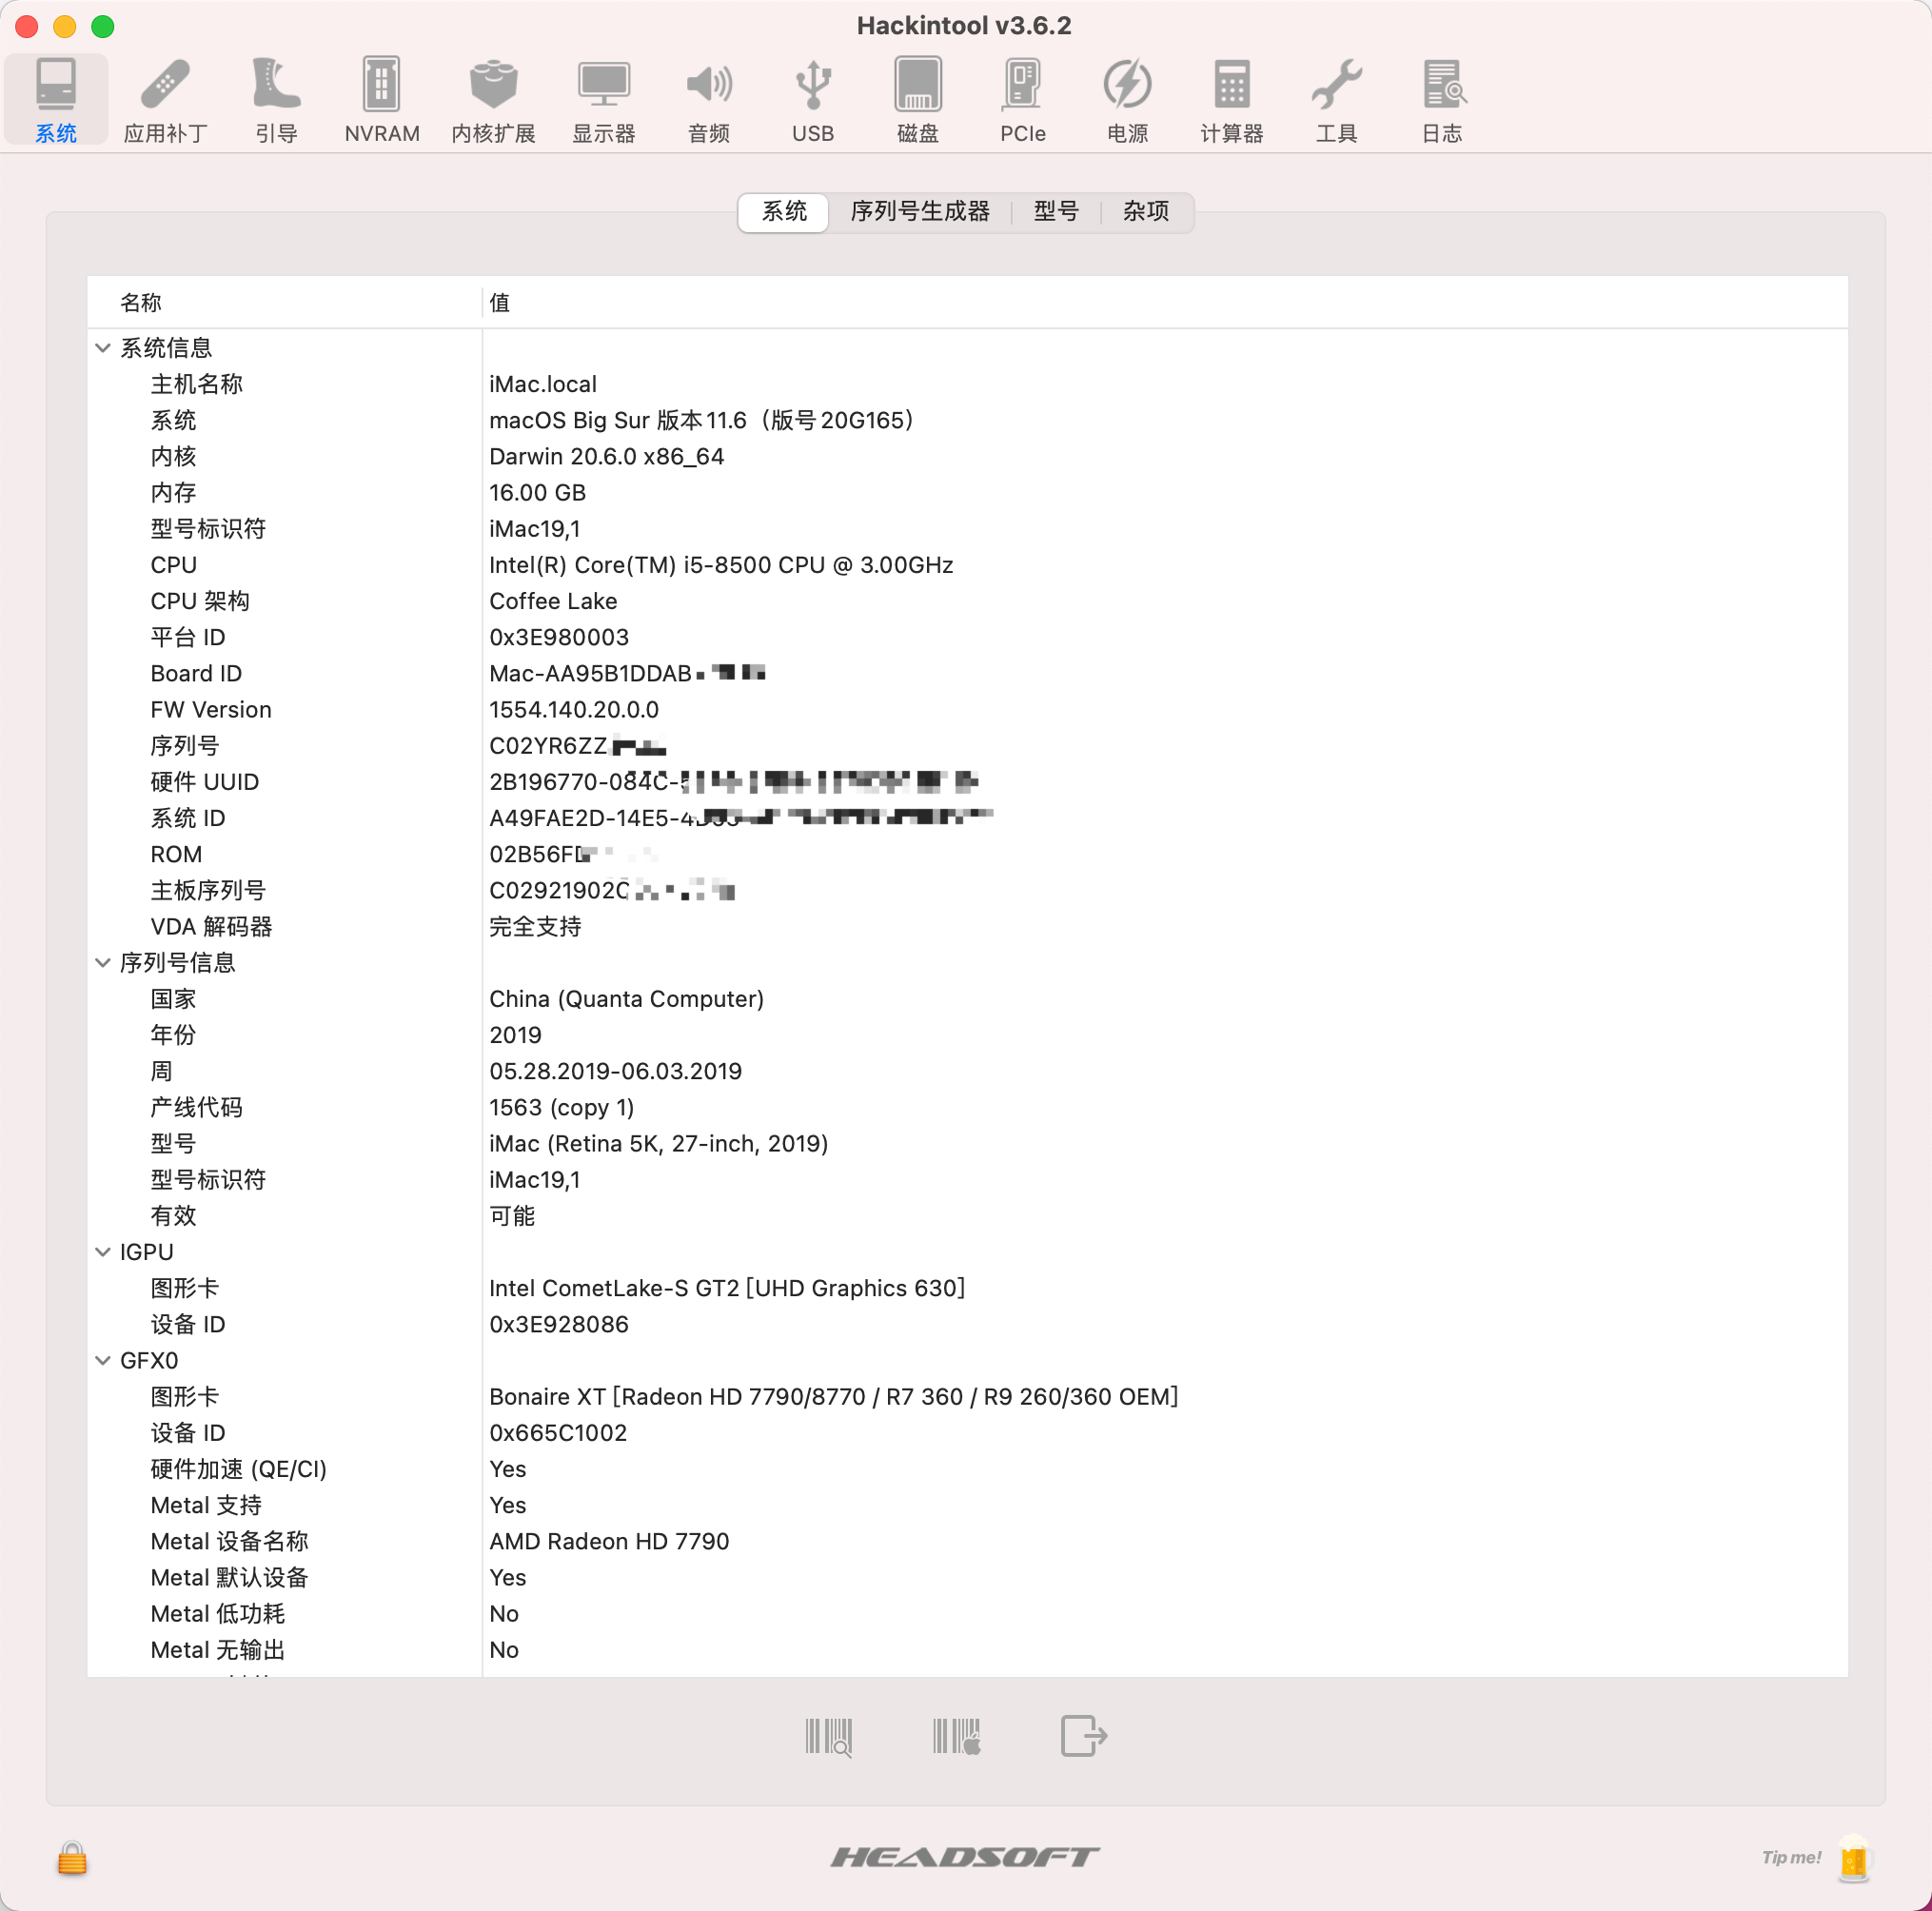 Hackintool v3.6.2
系统 应用补丁 引导 NVRAM 内核扩展 显示器 音频 USB 磁盘 PCIe 电源 计算器 工具 日志
系统 序列号生成器 型号 杂项
名称 值
系统信息
主机名称 iMac.local
系统 macOS Big Sur 版本11.6（版号20G165）
内核 Darwin 20.6.0 x86_64
内存 16.00 GB
型号标识符 iMac19,1
CPU Intel(R) Core(TM) i5-8500 CPU @ 3.00GHz
CPU 架构 Coffee Lake
平台 ID 0x3E980003
Board ID Mac-AA95B1DDAB
FW Version 1554.140.20.0.0
序列号 C02YR6ZZ
硬件 UUID 2B196770-084C-
系统 ID A49FAE2D-14E5-
ROM 02B56F
主板序列号 C02921902
VDA 解码器 完全支持
序列号信息
国家 China (Quanta Computer)
年份 2019
周 05.28.2019-06.03.2019
产线代码 1563 (copy 1)
型号 iMac (Retina 5K, 27-inch, 2019)
型号标识符 iMac19,1
有效 可能
IGPU
图形卡 Intel CometLake-S GT2 [UHD Graphics 630]
设备 ID 0x3E928086
GFX0
图形卡 Bonaire XT [Radeon HD 7790/8770 / R7 360 / R9 260/360 OEM]
设备 ID 0x665C1002
硬件加速 (QE/CI) Yes
Metal 支持 Yes
Metal 设备名称 AMD Radeon HD 7790
Metal 默认设备 Yes
Metal 低功耗 No
Metal 无输出 No
HEADSOFT
Tip me!